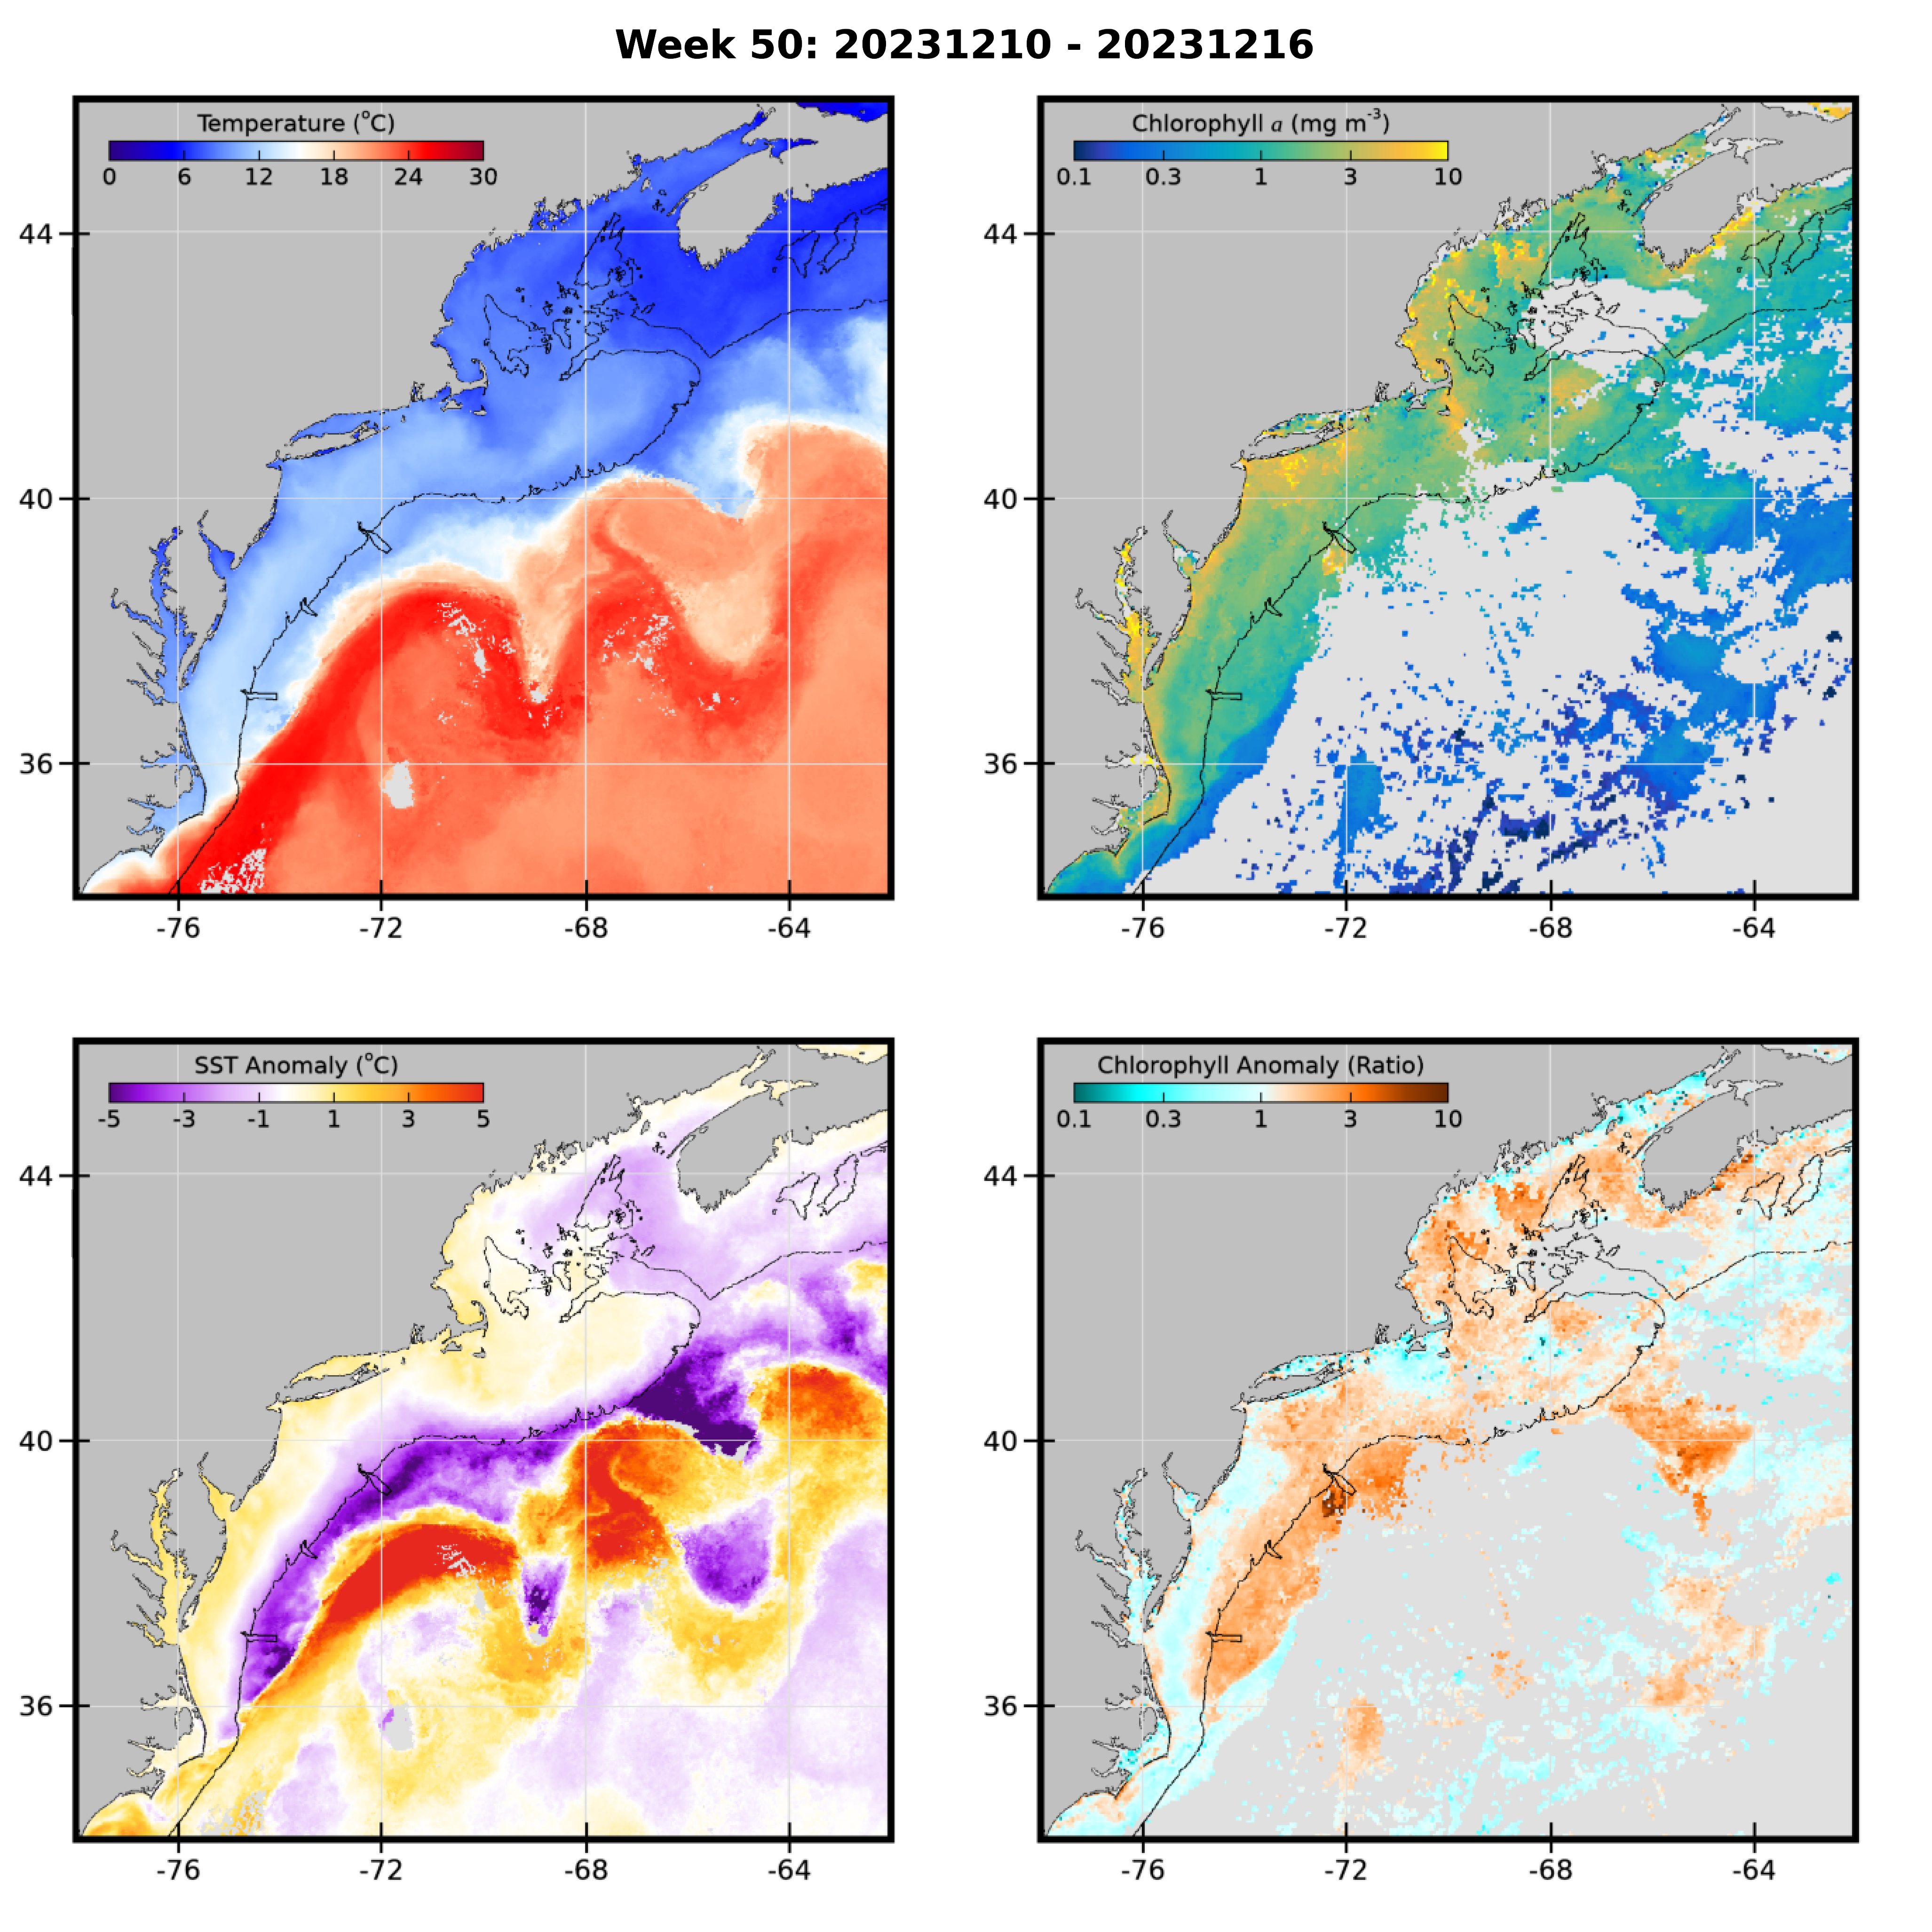 Week 50: 20231210 - 20231216
Temperature (°C)
0 6 12 18 24 30
44
40
36
-76 -72 -68 -64
Chlorophyll a (mg m⁻³)
0.1 0.3 1 3 10
44
40
36
-76 -72 -68 -64
SST Anomaly (°C)
-5 -3 -1 1 3 5
44
40
36
-76 -72 -68 -64
Chlorophyll Anomaly (Ratio)
0.1 0.3 1 3 10
44
40
36
-76 -72 -68 -64